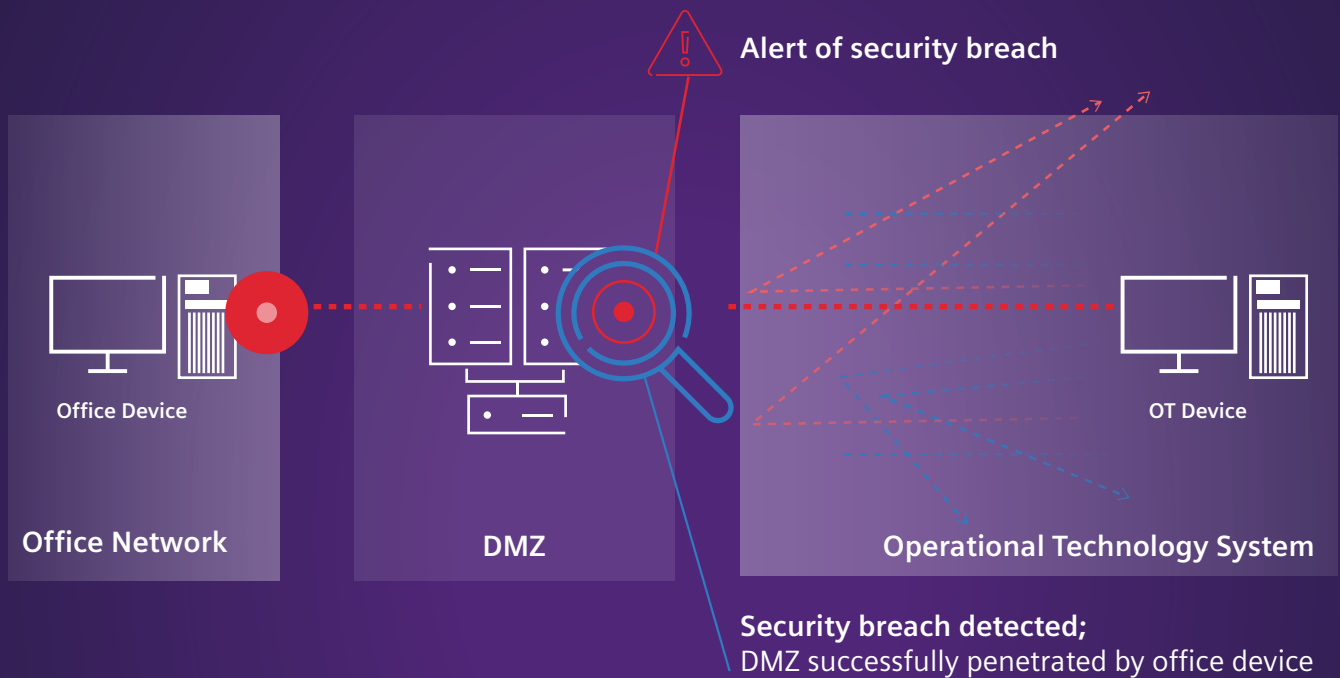 Alert of security breach
Office Device
OT Device
Office Network
DMZ
Operational Technology System
Security breach detected;
DMZ successfully penetrated by office device